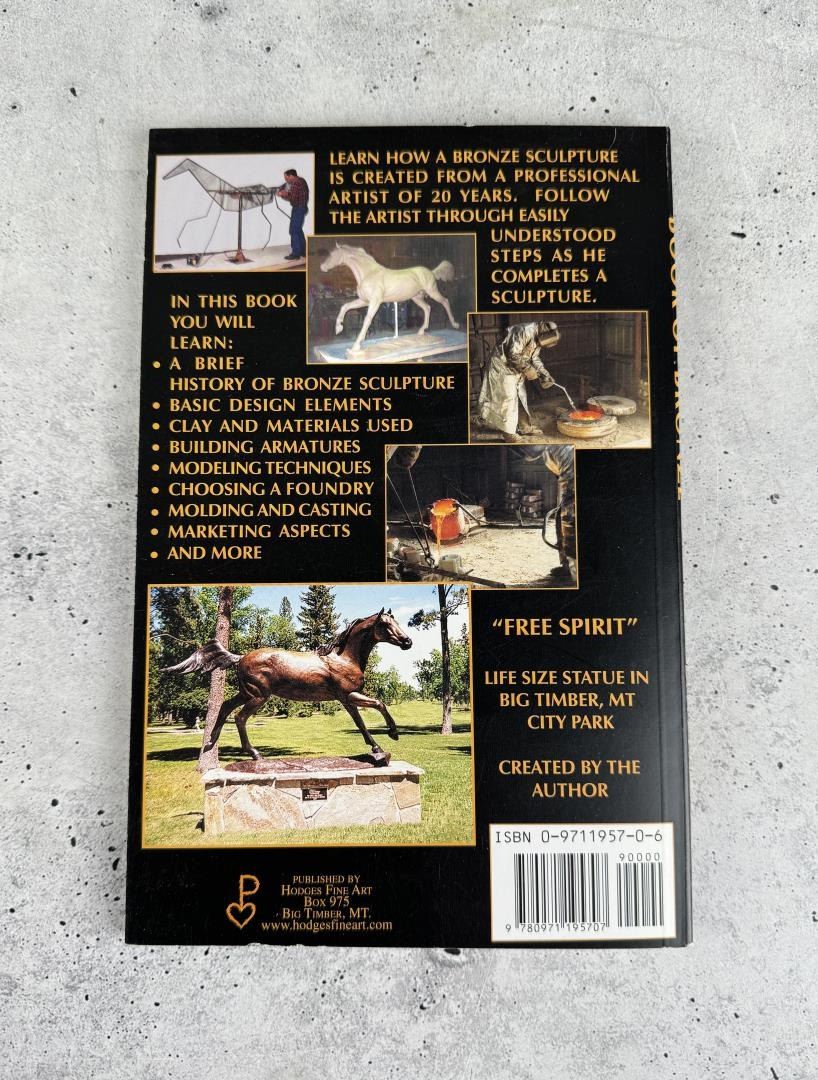 LEARN HOW A BRONZE SCULPTURE
IS CREATED FROM A PROFESSIONAL
ARTIST OF 20 YEARS. FOLLOW
THE ARTIST THROUGH EASILY
UNDERSTOOD
STEPS AS HE
COMPLETES A
SCULPTURE.
IN THIS BOOK
YOU WILL
LEARN:
• A BRIEF
HISTORY OF BRONZE SCULPTURE
• BASIC DESIGN ELEMENTS
• CLAY AND MATERIALS USED
• BUILDING ARMATURES
• MODELING TECHNIQUES
• CHOOSING A FOUNDRY
• MOLDING AND CASTING
• MARKETING ASPECTS
• AND MORE
"FREE SPIRIT"
LIFE SIZE STATUE IN
BIG TIMBER, MT
CITY PARK
CREATED BY THE
AUTHOR
PUBLISHED BY
HODGES FINE ART
BOX 975
BIG TIMBER, MT.
www.hodgesfineart.com
ISBN 0-9711957-0-6
90000
9 780971 195707